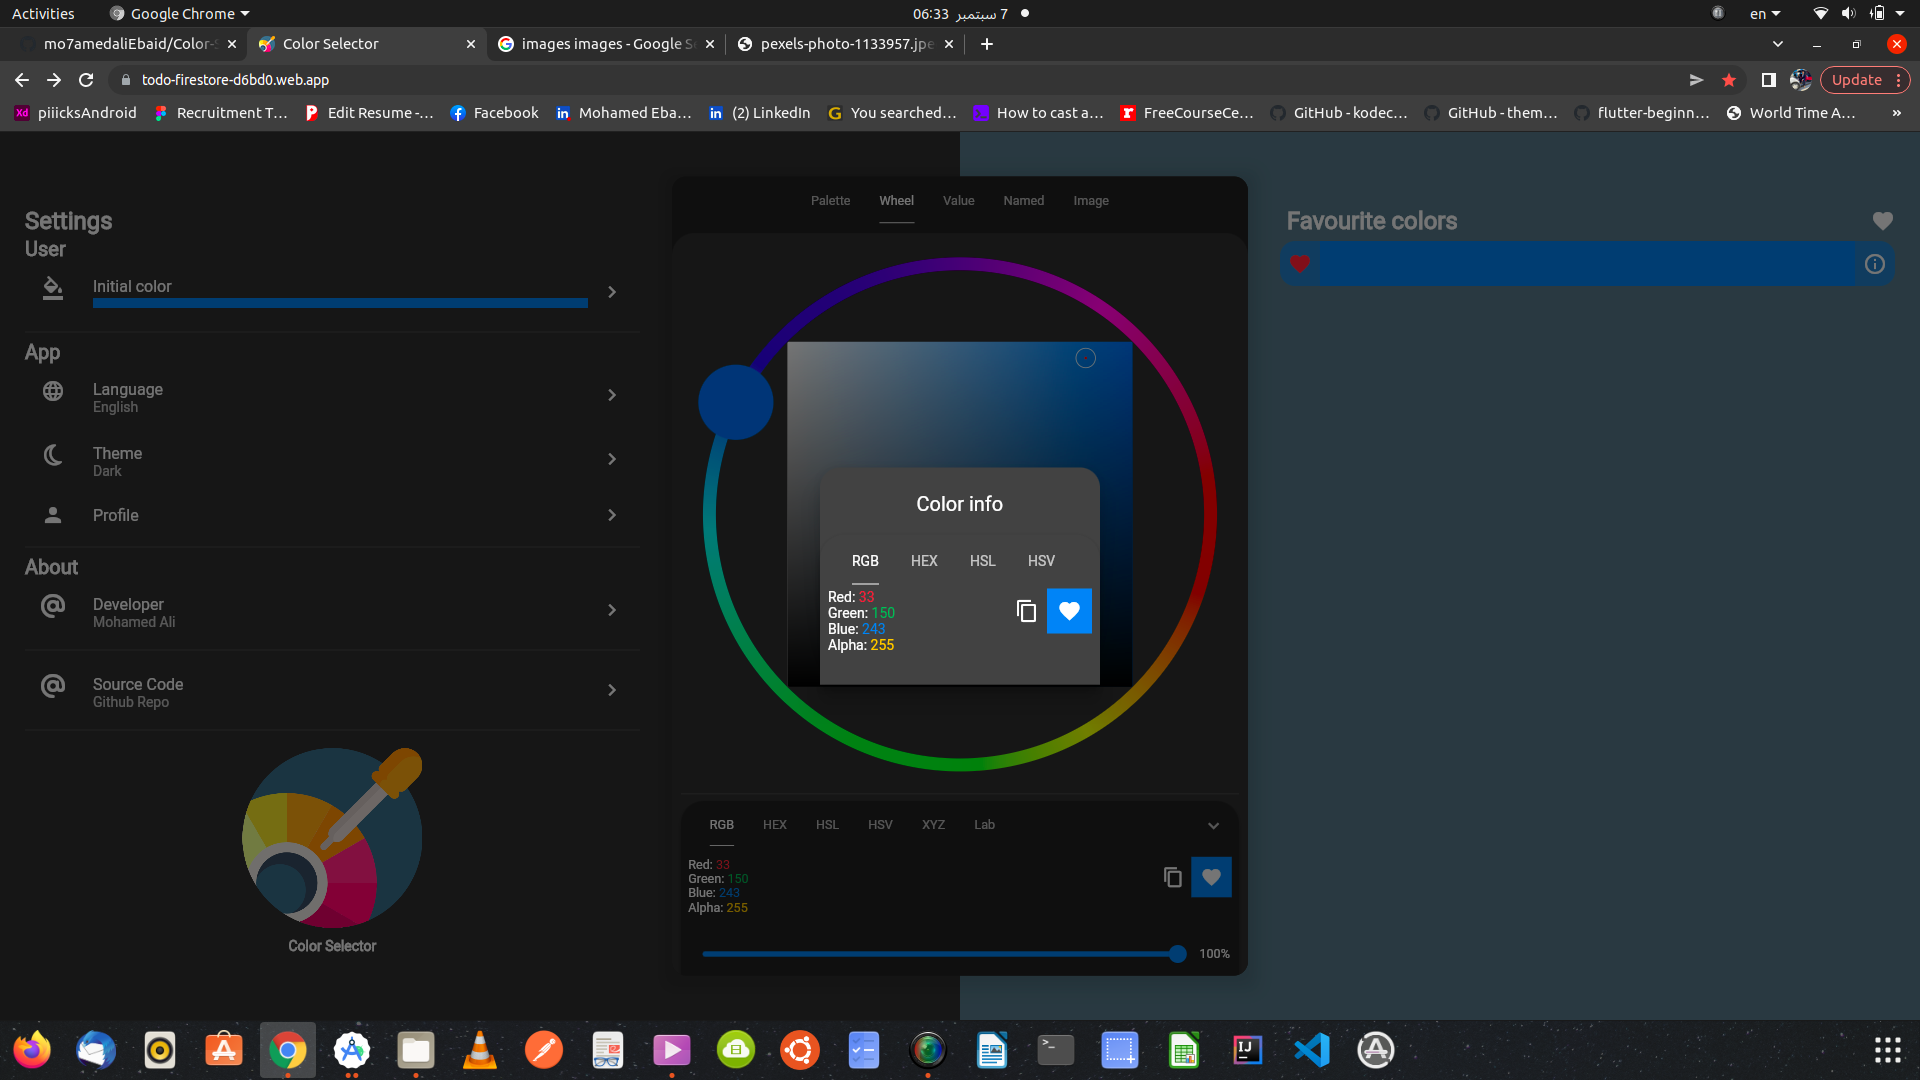 Activities
Google Chrome
06:33 7 سبتمبر
en
mo7amedaliEbaid/Color-S
Color Selector
images images - Google S
pexels-photo-1133957.jpe
todo-firestore-d6bd0.web.app
Update
piiicksAndroid
Recruitment T...
Edit Resume -...
Facebook
Mohamed Eba...
(2) LinkedIn
You searched...
How to cast a...
FreeCourseCe...
GitHub - kodec...
GitHub - them...
flutter-beginn...
World Time A...
»
Settings
User
Initial color
App
Language
English
Theme
Dark
Profile
About
Developer
Mohamed Ali
Source Code
Github Repo
Color Selector
Palette
Wheel
Value
Named
Image
Color info
RGB
HEX
HSL
HSV
Red: 33
Green: 150
Blue: 243
Alpha: 255
RGB
HEX
HSL
HSV
XYZ
Lab
Red: 33
Green: 150
Blue: 243
Alpha: 255
100%
Favourite colors